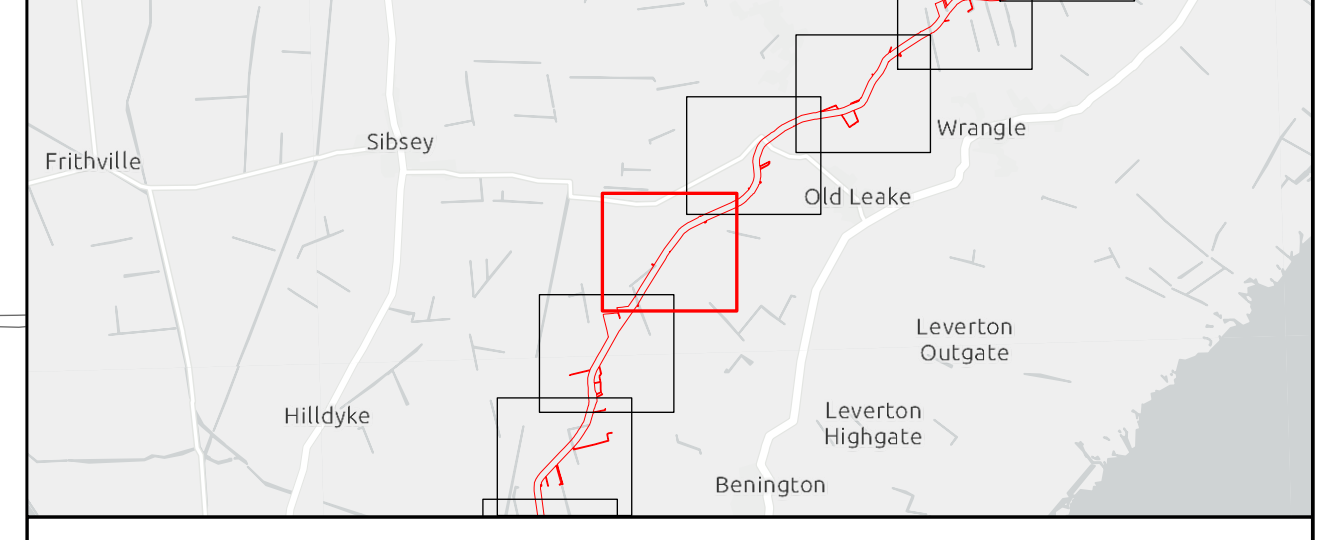 Wrangle
Sibsey
Frithville
Old Leake
Leverton
Outgate
Leverton
Highgate
Hilldyke
Benington